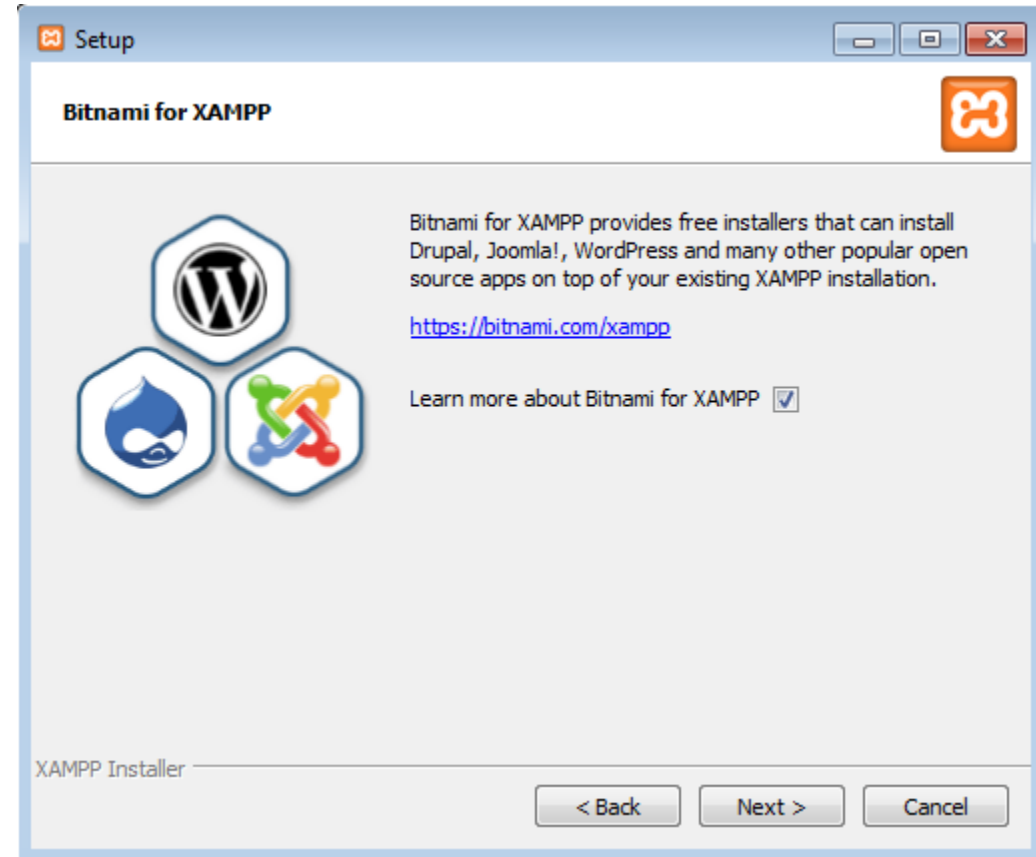 Setup
Bitnami for XAMPP
Bitnami for XAMPP provides free installers that can install
Drupal, Joomla!, WordPress and many other popular open
source apps on top of your existing XAMPP installation.
https://bitnami.com/xampp
Learn more about Bitnami for XAMPP
XAMPP Installer
< Back
Next >
Cancel